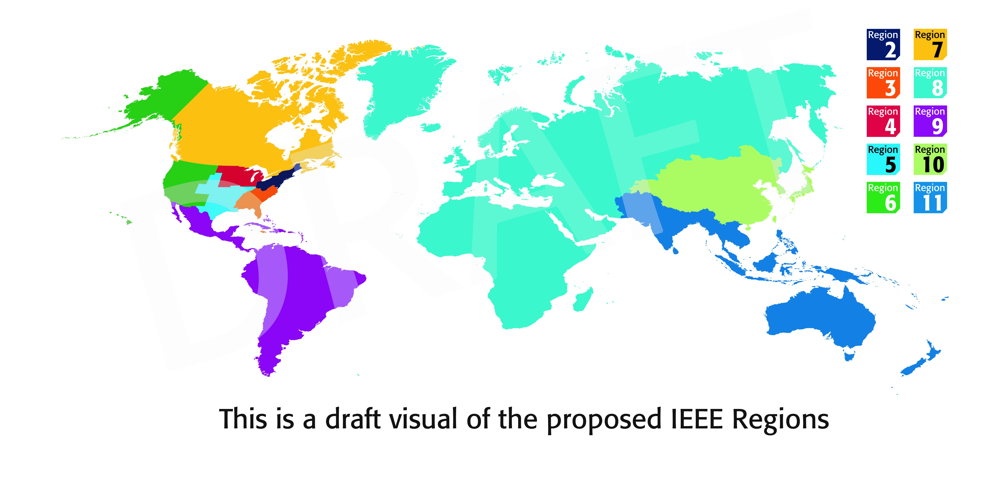 Region 2
Region 7
Region 3
Region 8
Region 4
Region 9
Region 5
Region 10
Region 6
Region 11
DRAFT
This is a draft visual of the proposed IEEE Regions